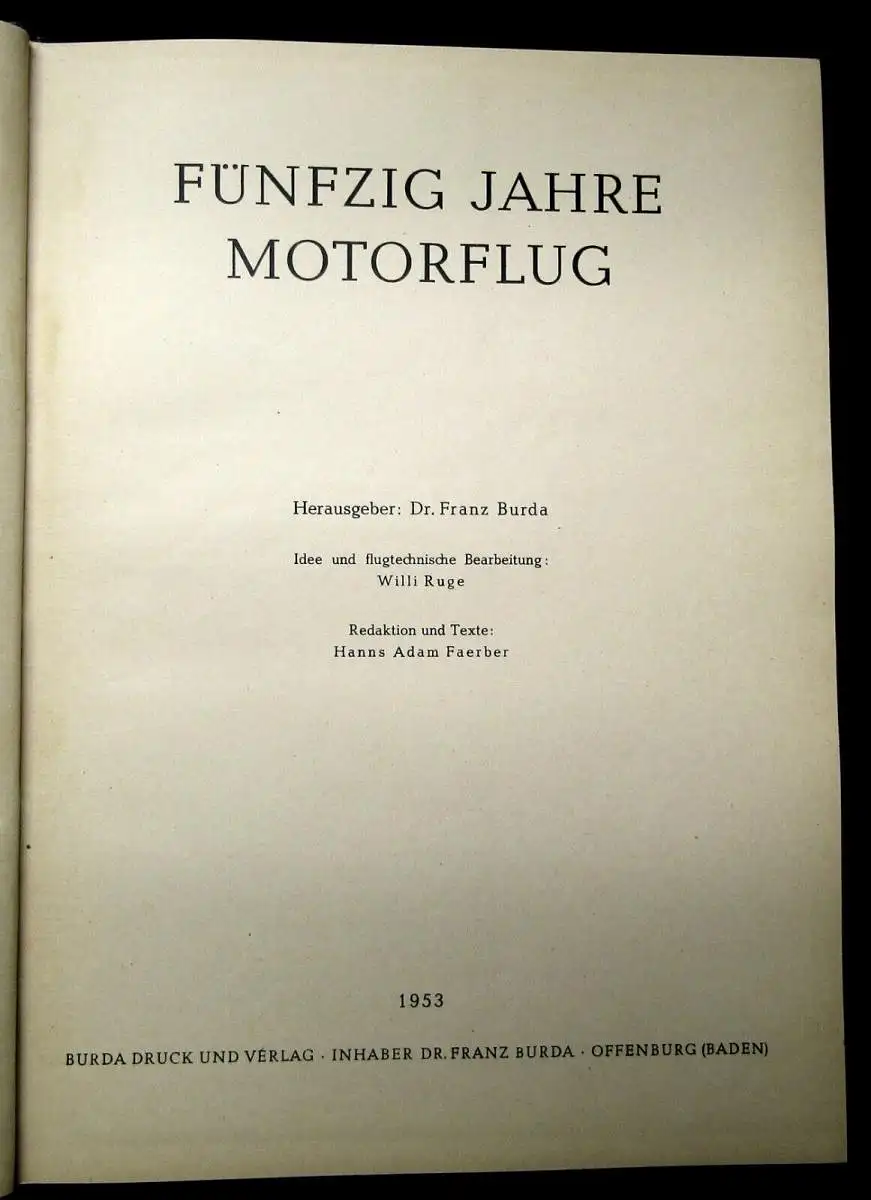 FÜNFZIG JAHRE
MOTORFLUG
Herausgeber: Dr. Franz Burda
Idee und flugtechnische Bearbeitung:
Willi Ruge
Redaktion und Texte:
Hanns Adam Faerber
1953
BURDA DRUCK UND VERLAG · INHABER DR. FRANZ BURDA · OFFENBURG (BADEN)